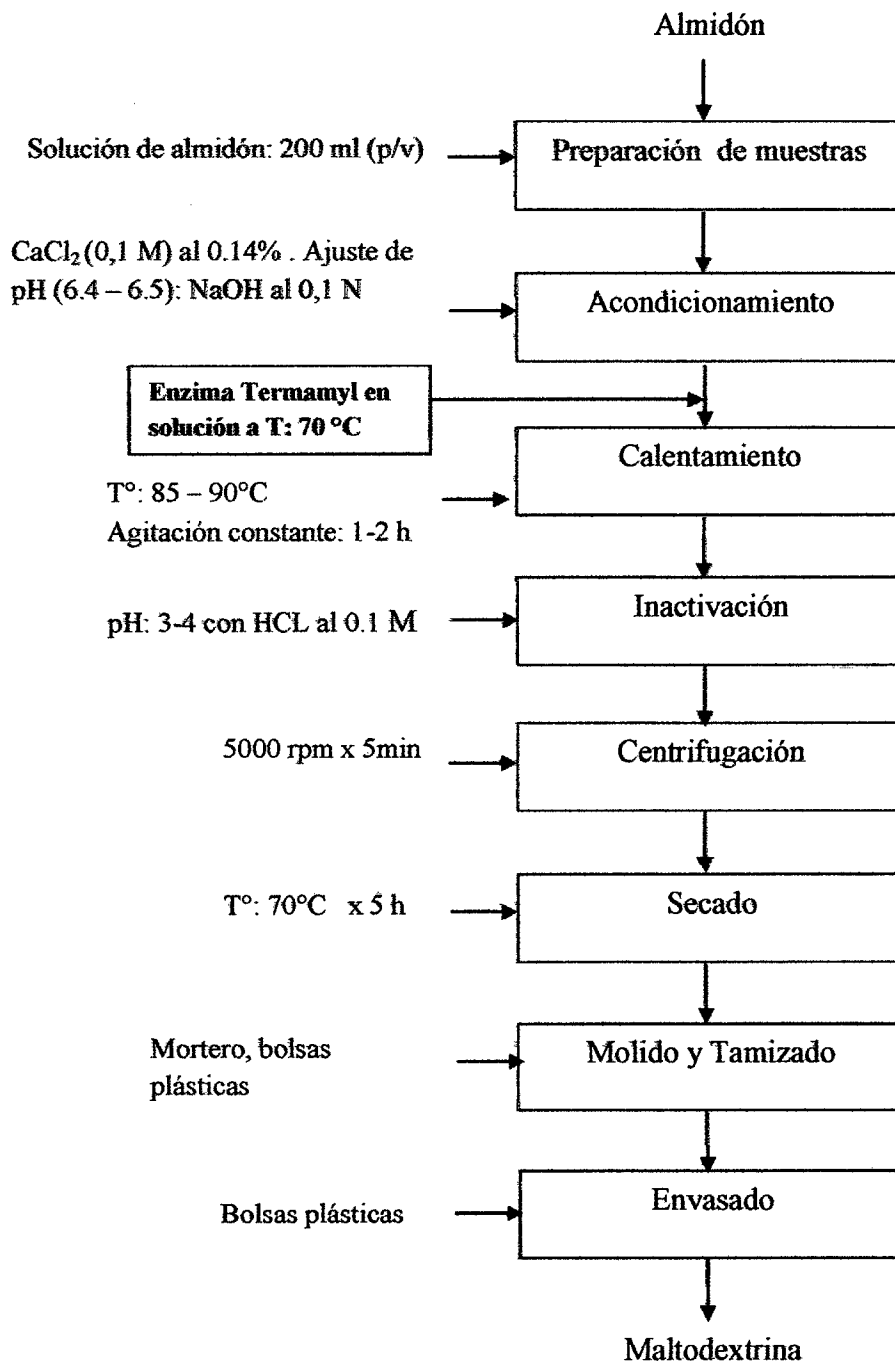 Almidón
Solución de almidón: 200 ml (p/v)
Preparación de muestras
CaCl₂ (0,1 M) al 0.14% . Ajuste de
pH (6.4 – 6.5): NaOH al 0,1 N
Acondicionamiento
Enzima Termamyl en
solución a T: 70 °C
Calentamiento
T°: 85 – 90°C
Agitación constante: 1-2 h
Inactivación
pH: 3-4 con HCL al 0.1 M
Centrifugación
5000 rpm x 5min
Secado
T°: 70°C x 5 h
Molido y Tamizado
Mortero, bolsas
plásticas
Envasado
Bolsas plásticas
Maltodextrina